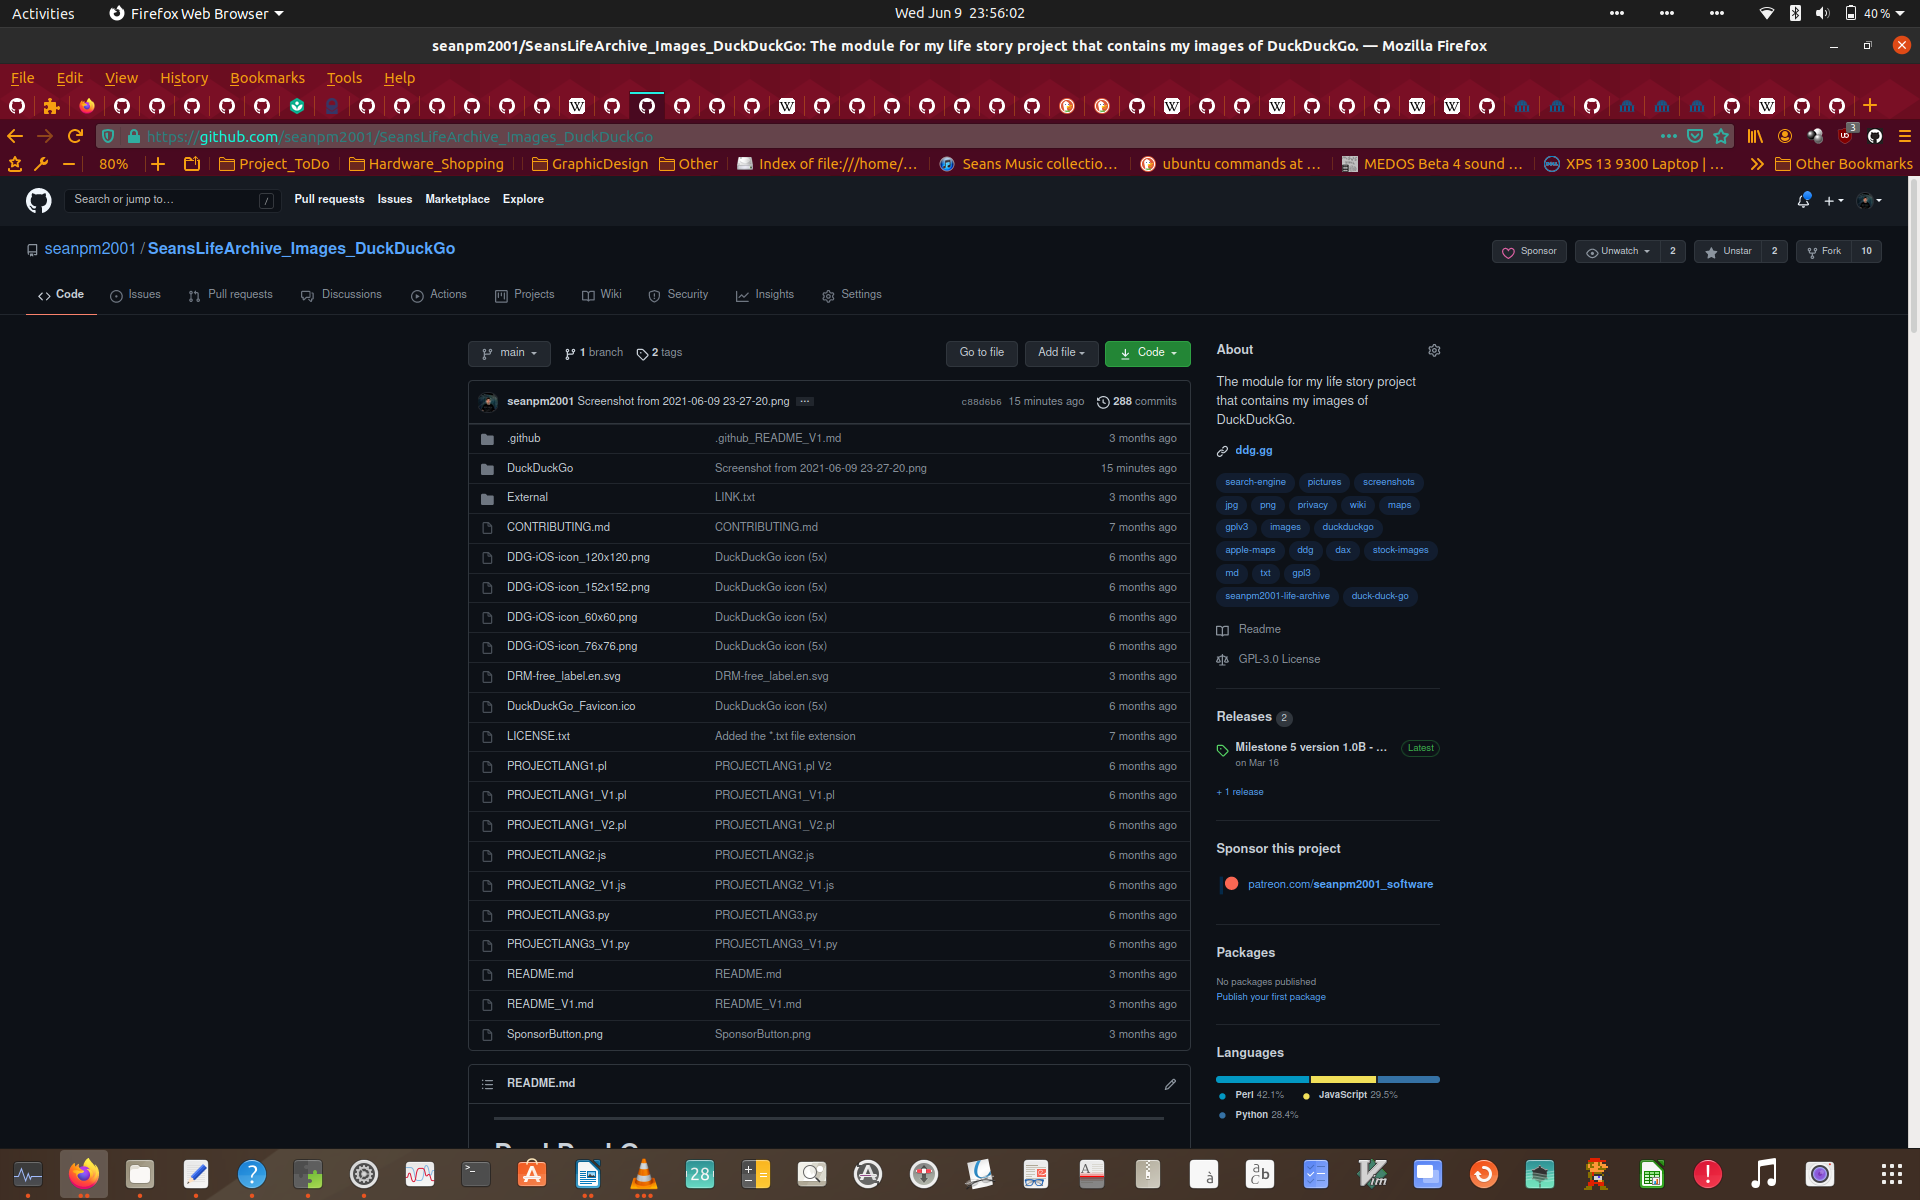 Activities Firefox Web Browser Wed Jun 9 23:56:02 40 %
seanpm2001/SeansLifeArchive_Images_DuckDuckGo: The module for my life story project that contains my images of DuckDuckGo. — Mozilla Firefox
File Edit View History Bookmarks Tools Help
https://github.com/seanpm2001/SeansLifeArchive_Images_DuckDuckGo 3
80% Project_ToDo Hardware_Shopping GraphicDesign Other Index of file:///home/… Seans Music collectio… ubuntu commands at … MEDOS Beta 4 sound … XPS 13 9300 Laptop | … Other Bookmarks
Search or jump to… / Pull requests Issues Marketplace Explore
seanpm2001 / SeansLifeArchive_Images_DuckDuckGo Sponsor Unwatch 2 Unstar 2 Fork 10
Code Issues Pull requests Discussions Actions Projects Wiki Security Insights Settings
main 1 branch 2 tags Go to file Add file Code
seanpm2001 Screenshot from 2021-06-09 23-27-20.png ... c88d6b6 15 minutes ago 288 commits
.github .github_README_V1.md 3 months ago
DuckDuckGo Screenshot from 2021-06-09 23-27-20.png 15 minutes ago
External LINK.txt 3 months ago
CONTRIBUTING.md CONTRIBUTING.md 7 months ago
DDG-iOS-icon_120x120.png DuckDuckGo icon (5x) 6 months ago
DDG-iOS-icon_152x152.png DuckDuckGo icon (5x) 6 months ago
DDG-iOS-icon_60x60.png DuckDuckGo icon (5x) 6 months ago
DDG-iOS-icon_76x76.png DuckDuckGo icon (5x) 6 months ago
DRM-free_label.en.svg DRM-free_label.en.svg 3 months ago
DuckDuckGo_Favicon.ico DuckDuckGo icon (5x) 6 months ago
LICENSE.txt Added the *.txt file extension 7 months ago
PROJECTLANG1.pl PROJECTLANG1.pl V2 6 months ago
PROJECTLANG1_V1.pl PROJECTLANG1_V1.pl 6 months ago
PROJECTLANG1_V2.pl PROJECTLANG1_V2.pl 6 months ago
PROJECTLANG2.js PROJECTLANG2.js 6 months ago
PROJECTLANG2_V1.js PROJECTLANG2_V1.js 6 months ago
PROJECTLANG3.py PROJECTLANG3.py 6 months ago
PROJECTLANG3_V1.py PROJECTLANG3_V1.py 6 months ago
README.md README.md 3 months ago
README_V1.md README_V1.md 3 months ago
SponsorButton.png SponsorButton.png 3 months ago
README.md
About
The module for my life story project
that contains my images of
DuckDuckGo.
ddg.gg
search-engine pictures screenshots
jpg png privacy wiki maps
gplv3 images duckduckgo
apple-maps ddg dax stock-images
md txt gpl3
seanpm2001-life-archive duck-duck-go
Readme
GPL-3.0 License
Releases 2
Milestone 5 version 1.0B - ... Latest
on Mar 16
+ 1 release
Sponsor this project
patreon.com/seanpm2001_software
Packages
No packages published
Publish your first package
Languages
Perl 42.1% JavaScript 29.5%
Python 28.4%
28